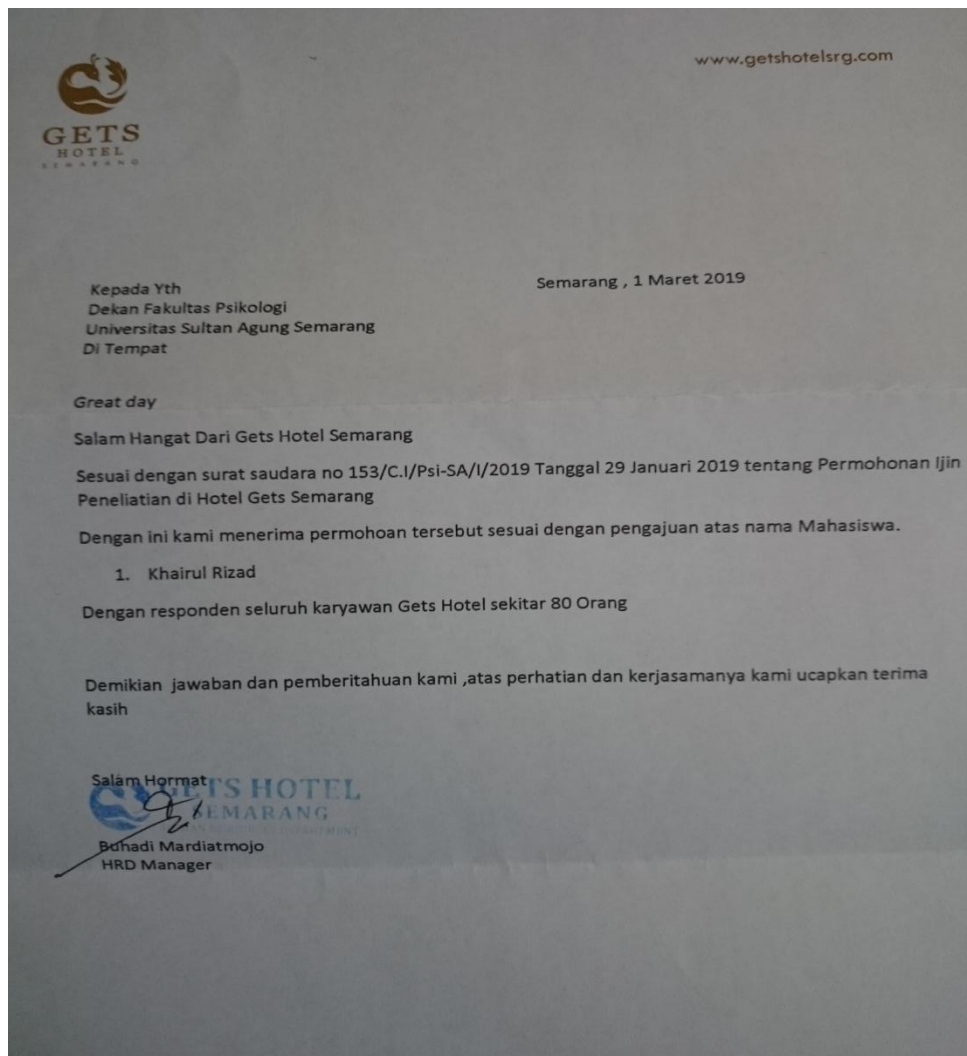 www.getshotelsrg.com
GETS
HOTEL
SEMARANG
Semarang , 1 Maret 2019
Kepada Yth
Dekan Fakultas Psikologi
Universitas Sultan Agung Semarang
Di Tempat
Great day
Salam Hangat Dari Gets Hotel Semarang
Sesuai dengan surat saudara no 153/C.I/Psi-SA/I/2019 Tanggal 29 Januari 2019 tentang Permohonan Ijin
Peneliatian di Hotel Gets Semarang
Dengan ini kami menerima permohoan tersebut sesuai dengan pengajuan atas nama Mahasiswa.
1. Khairul Rizad
Dengan responden seluruh karyawan Gets Hotel sekitar 80 Orang
Demikian jawaban dan pemberitahuan kami ,atas perhatian dan kerjasamanya kami ucapkan terima
kasih
Salam Hormat
GETS HOTEL
SEMARANG
Buhadi Mardiatmojo
HRD Manager